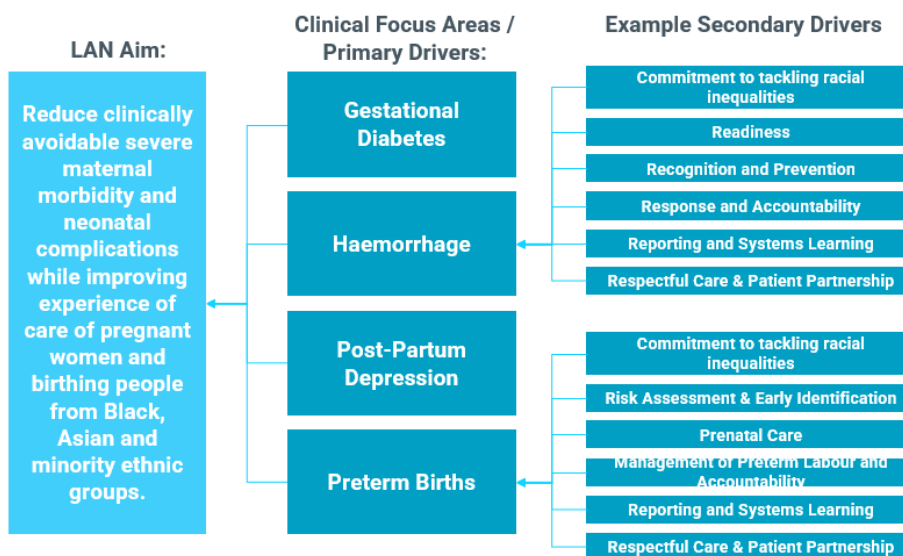 LAN Aim:
Reduce clinically
avoidable severe
maternal
morbidity and
neonatal
complications
while improving
experience of
care of pregnant
women and
birthing people
from Black,
Asian and
minority ethnic
groups.
Clinical Focus Areas /
Primary Drivers:
Gestational
Diabetes
Haemorrhage
Post-Partum
Depression
Preterm Births
Example Secondary Drivers
Commitment to tackling racial
inequalities
Readiness
Recognition and Prevention
Response and Accountability
Reporting and Systems Learning
Respectful Care & Patient Partnership
Commitment to tackling racial
inequalities
Risk Assessment & Early Identification
Prenatal Care
Management of Preterm Labour and
Accountability
Reporting and Systems Learning
Respectful Care & Patient Partnership